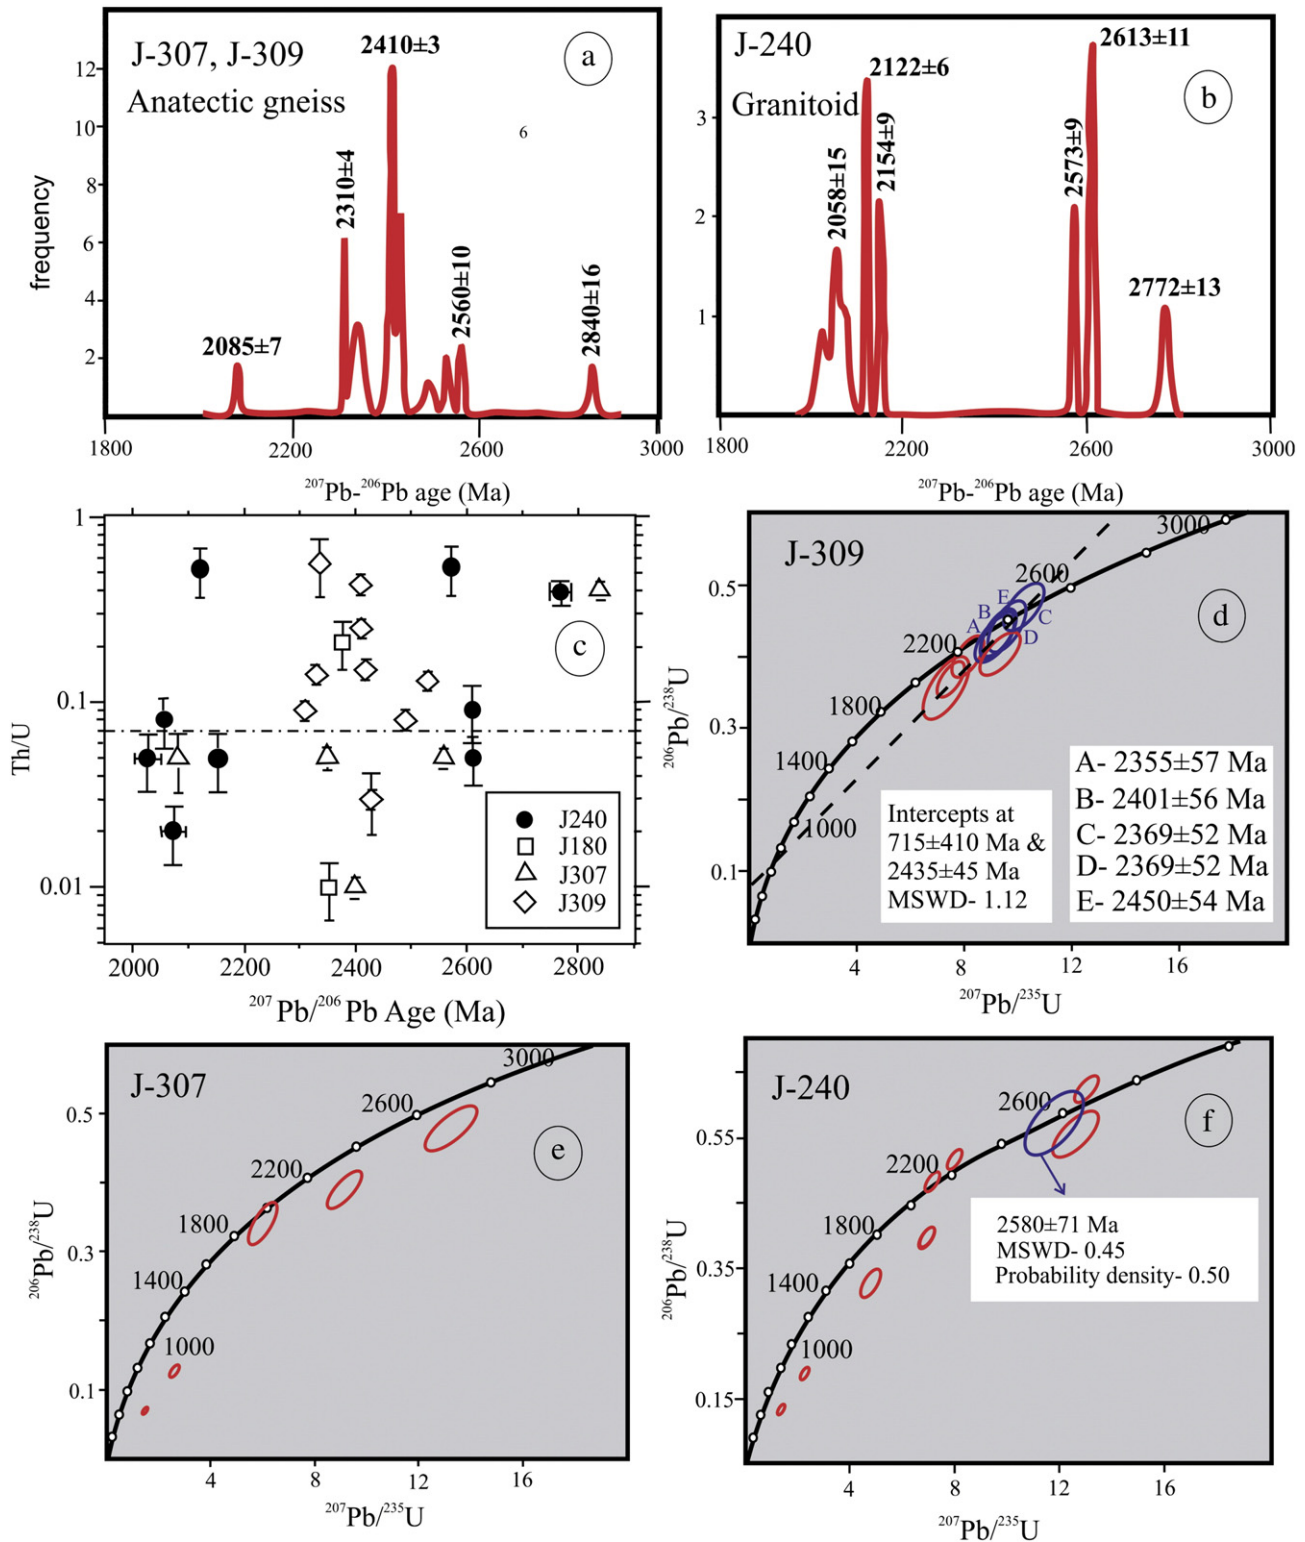 J-307, J-309
Anatectic gneiss
a
2410±3
2310±4
2085±7
2560±10
2840±16
6
frequency
12
10
8
6
4
2
1800
2200
2600
3000
207Pb-206Pb age (Ma)
J-240
Granitoid
b
2122±6
2613±11
2058±15
2154±9
2573±9
2772±13
3
2
1
1800
2200
2600
3000
207Pb-206Pb age (Ma)
1
0.1
0.01
Th/U
c
J240
J180
J307
J309
2000
2200
2400
2600
2800
207Pb/206Pb Age (Ma)
J-309
d
3000
2600
2200
1800
1400
1000
A
B
E
C
D
0.5
0.3
0.1
206Pb/238U
Intercepts at
715±410 Ma &
2435±45 Ma
MSWD- 1.12
A- 2355±57 Ma
B- 2401±56 Ma
C- 2369±52 Ma
D- 2369±52 Ma
E- 2450±54 Ma
4
8
12
16
207Pb/235U
J-307
e
3000
2600
2200
1800
1400
1000
0.5
0.3
0.1
206Pb/238U
4
8
12
16
207Pb/235U
J-240
f
2600
2200
1800
1400
1000
0.55
0.35
0.15
206Pb/238U
2580±71 Ma
MSWD- 0.45
Probability density- 0.50
4
8
12
16
207Pb/235U